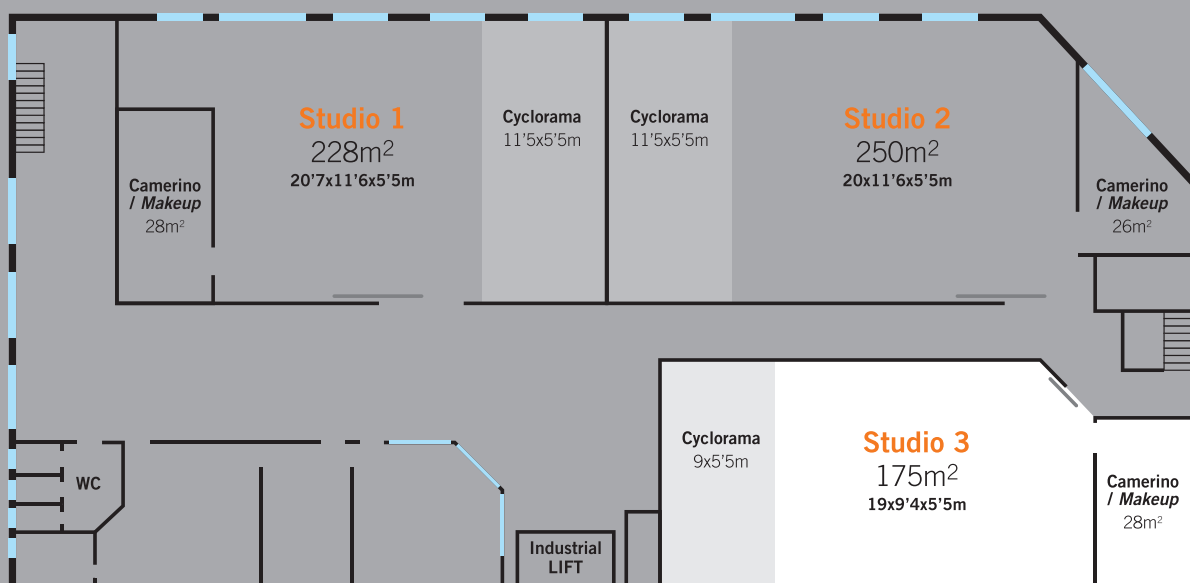 Studio 1
228m²
20'7x11'6x5'5m
Cyclorama
11'5x5'5m
Cyclorama
11'5x5'5m
Studio 2
250m²
20x11'6x5'5m
Camerino
/ Makeup
28m²
Camerino
/ Makeup
26m²
Cyclorama
9x5'5m
Studio 3
175m²
19x9'4x5'5m
Camerino
/ Makeup
28m²
WC
Industrial
LIFT